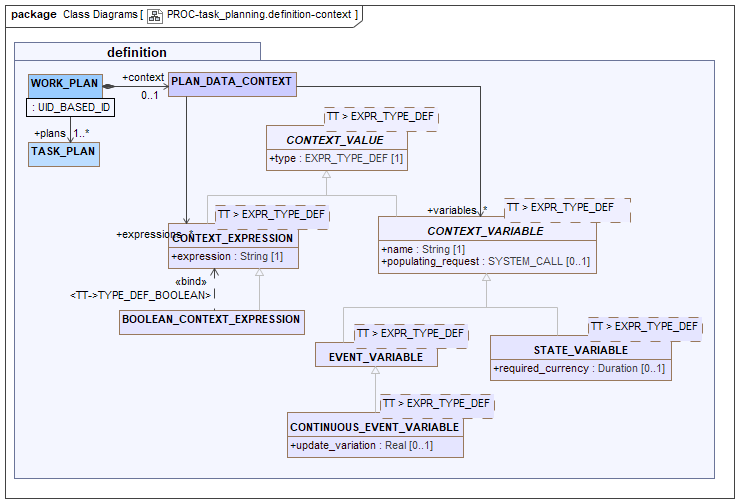 package Class Diagrams [ PROC-task_planning.definition-context ]
definition
WORK_PLAN
+context
0..1
PLAN_DATA_CONTEXT
: UID_BASED_ID
+plans 1..*
TASK_PLAN
TT > EXPR_TYPE_DEF
CONTEXT_VALUE
+type : EXPR_TYPE_DEF [1]
TT > EXPR_TYPE_DEF
+expressions *
CONTEXT_EXPRESSION
+expression : String [1]
+variables *
TT > EXPR_TYPE_DEF
CONTEXT_VARIABLE
+name : String [1]
+populating_request : SYSTEM_CALL [0..1]
«bind»
<TT->TYPE_DEF_BOOLEAN>
BOOLEAN_CONTEXT_EXPRESSION
TT > EXPR_TYPE_DEF
EVENT_VARIABLE
TT > EXPR_TYPE_DEF
STATE_VARIABLE
+required_currency : Duration [0..1]
TT > EXPR_TYPE_DEF
CONTINUOUS_EVENT_VARIABLE
+update_variation : Real [0..1]